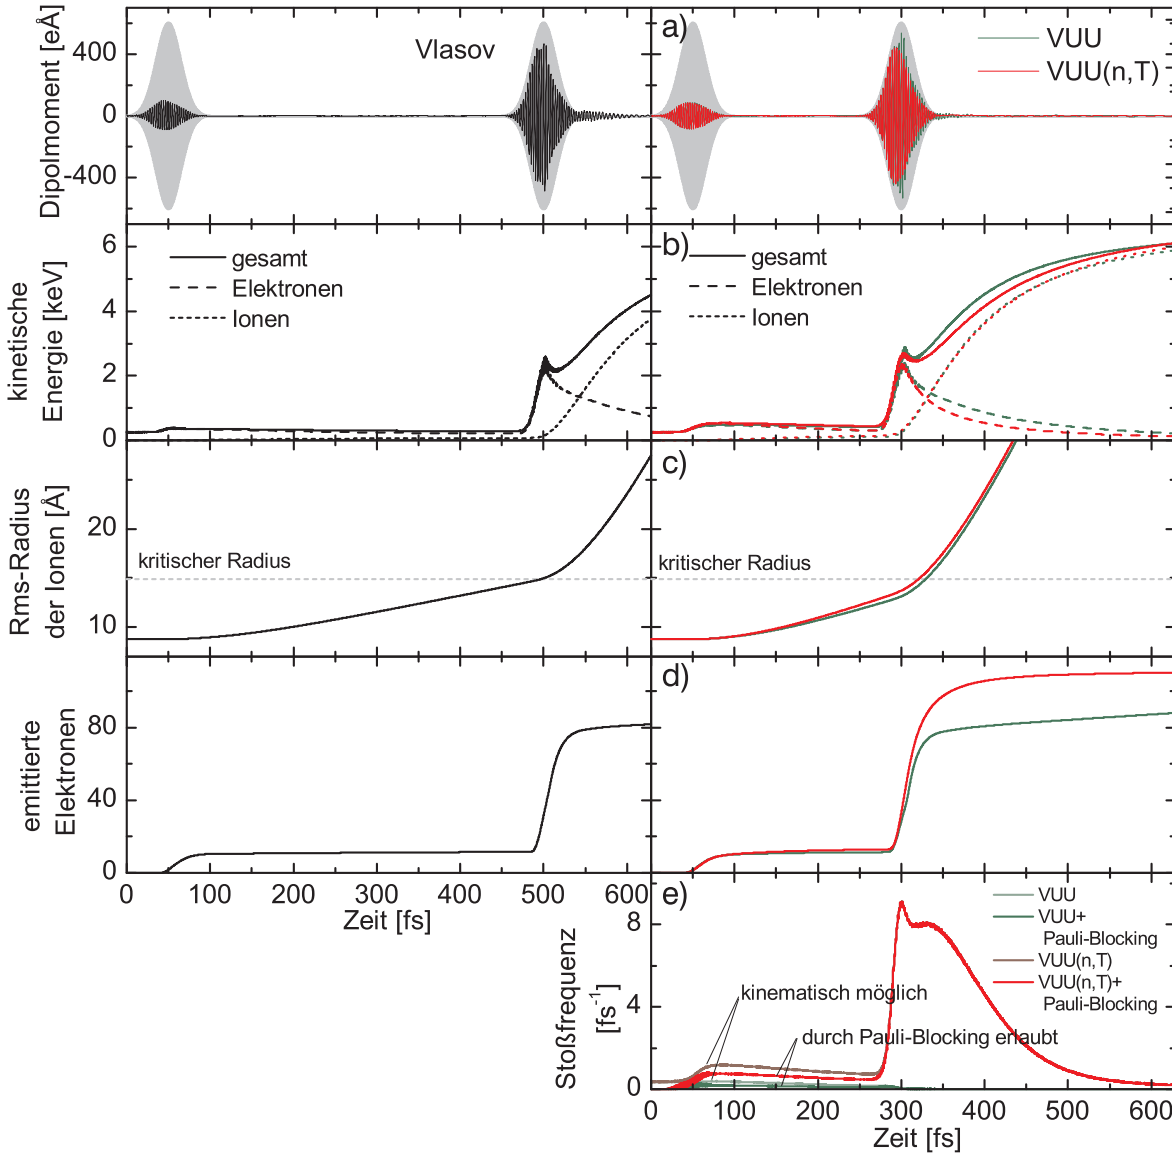 Dipolmoment [eÅ]
400
0
-400
Vlasov
a)
VUU
VUU(n,T)
kinetische
Energie [keV]
6
4
2
0
gesamt
Elektronen
Ionen
b)
gesamt
Elektronen
Ionen
Rms-Radius
der Ionen [Å]
20
10
kritischer Radius
c)
kritischer Radius
emittierte
Elektronen
80
40
0
d)
0 100 200 300 400 500 600
Zeit [fs]
e)
Stoßfrequenz
[fs⁻¹]
8
4
0
VUU
VUU+
Pauli-Blocking
VUU(n,T)
VUU(n,T)+
Pauli-Blocking
kinematisch möglich
durch Pauli-Blocking erlaubt
0 100 200 300 400 500 600
Zeit [fs]